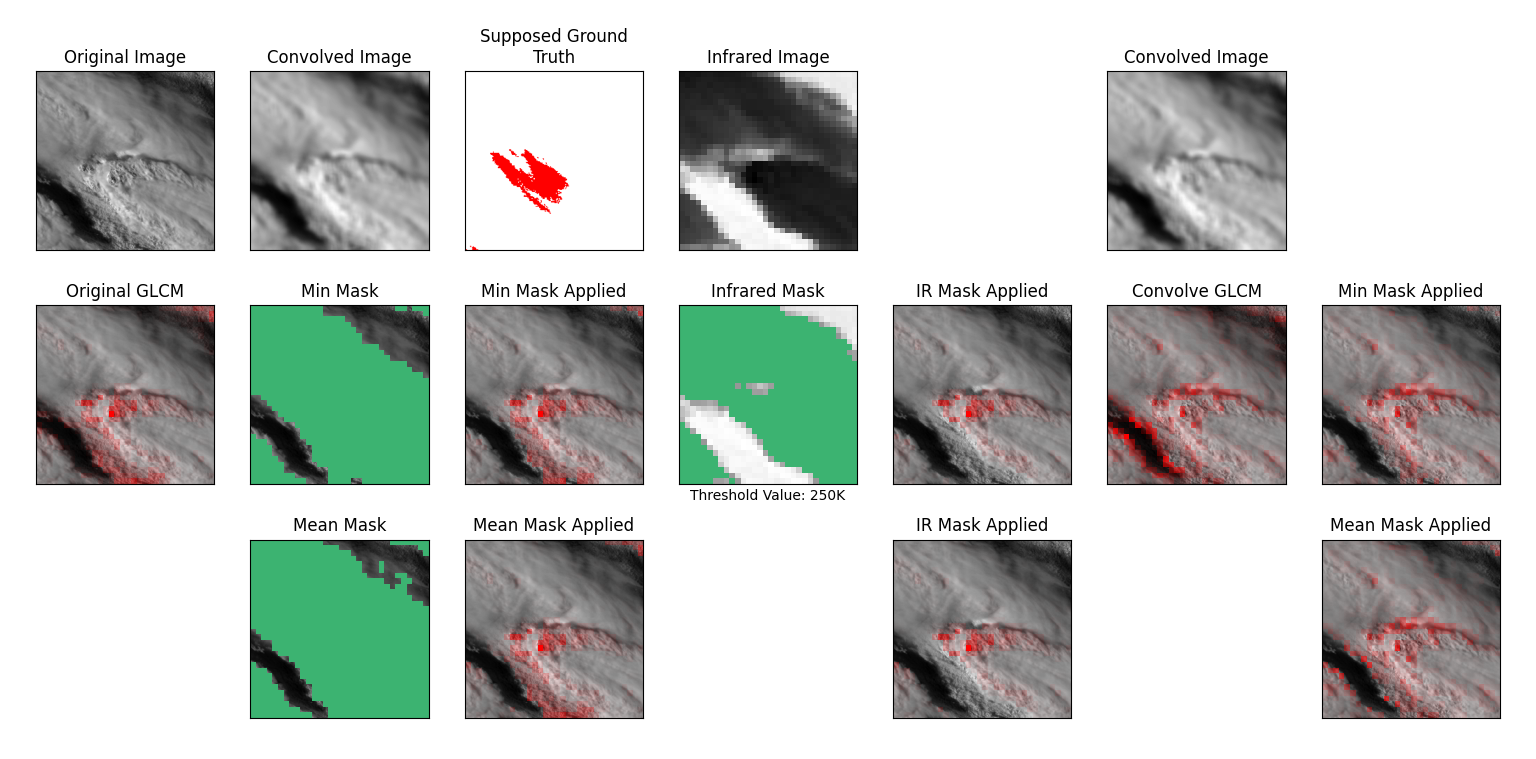 Original Image
Convolved Image
Supposed Ground
Truth
Infrared Image
Convolved Image
Original GLCM
Min Mask
Min Mask Applied
Infrared Mask
IR Mask Applied
Convolve GLCM
Min Mask Applied
Threshold Value: 250K
Mean Mask
Mean Mask Applied
IR Mask Applied
Mean Mask Applied